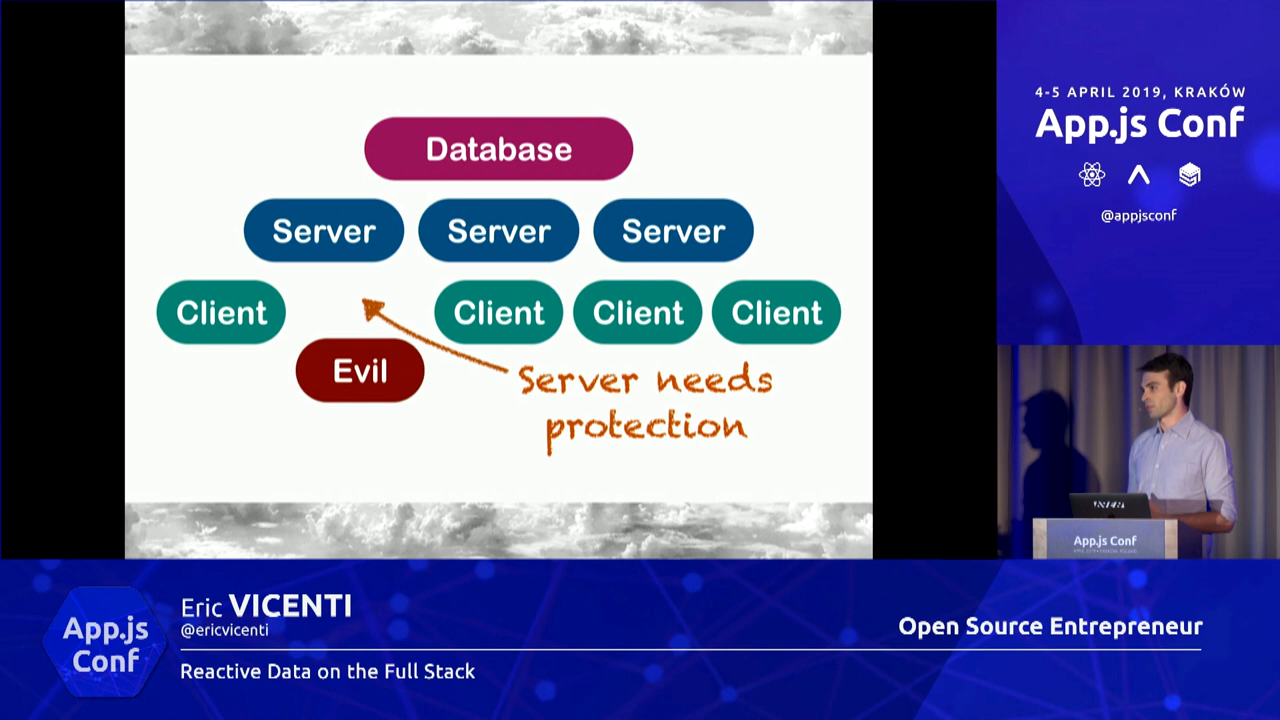 Database
Server Server Server
Client Client Client Client
Evil
Server needs
protection
4-5 APRIL 2019, KRAKÓW
App.js Conf
@appjsconf
App.js Conf
App.js
Conf
Eric VICENTI
@ericvicenti
Open Source Entrepreneur
Reactive Data on the Full Stack